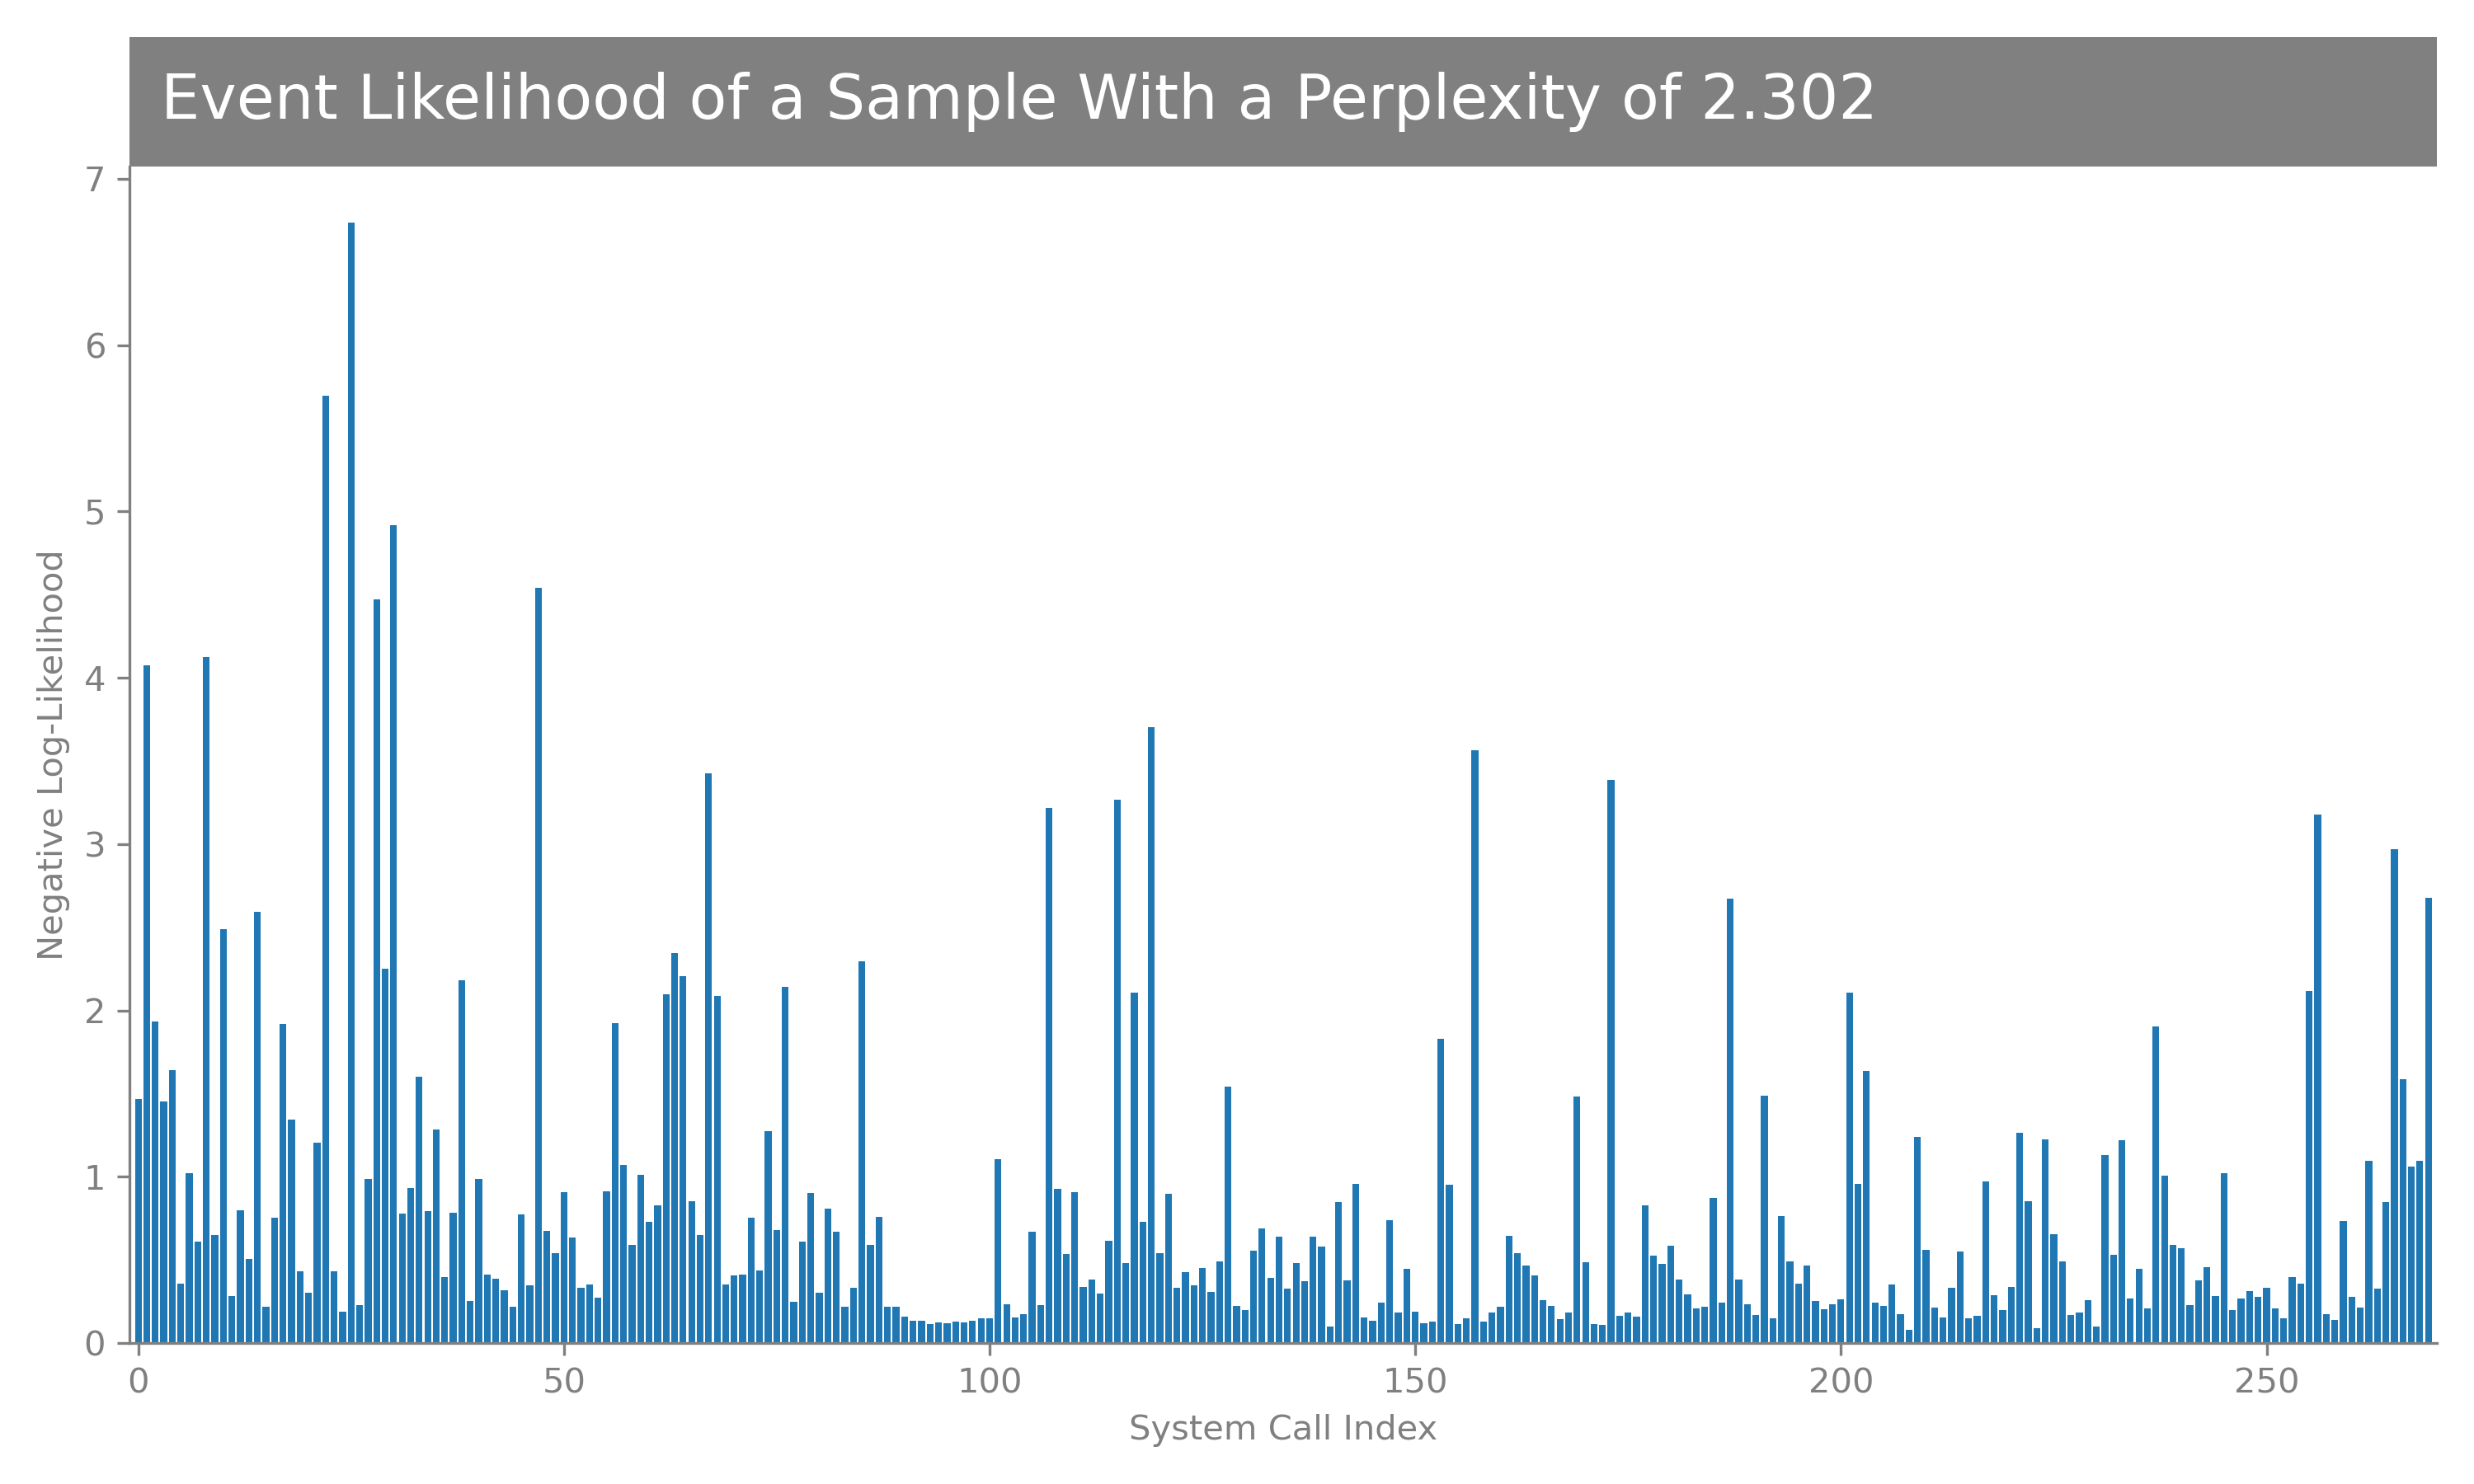 Event Likelihood of a Sample With a Perplexity of 2.302
7
6
5
4
3
2
1
0
Negative Log-Likelihood
0 50 100 150 200 250
System Call Index